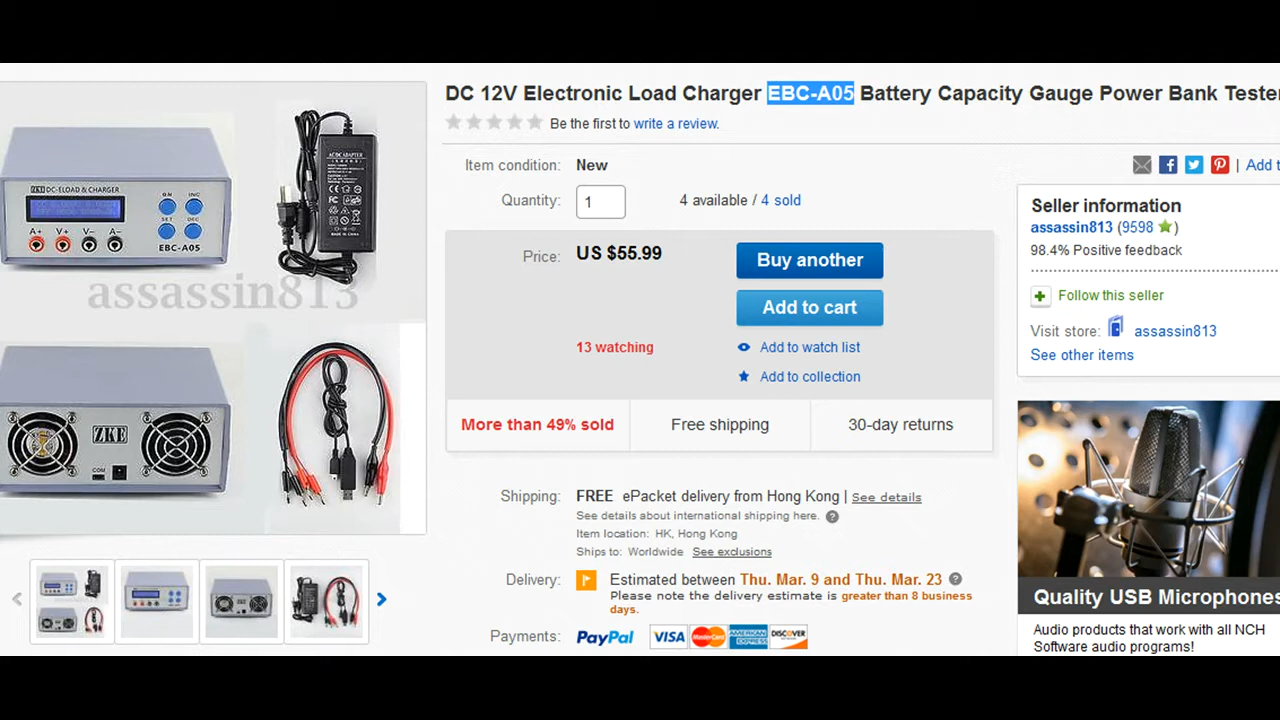 DC 12V Electronic Load Charger EBC-A05 Battery Capacity Gauge Power Bank Tester
Be the first to write a review.
Item condition: New
Quantity: 1 4 available / 4 sold
Price: US $55.99
Buy another
Add to cart
13 watching
Add to watch list
Add to collection
More than 49% sold
Free shipping
30-day returns
Shipping: FREE ePacket delivery from Hong Kong | See details
See details about international shipping here.
Item location: HK, Hong Kong
Ships to: Worldwide See exclusions
Delivery: Estimated between Thu. Mar. 9 and Thu. Mar. 23
Please note the delivery estimate is greater than 8 business
days.
Payments: PayPal VISA MasterCard AMERICAN EXPRESS DISCOVER
| Add t
Seller information
assassin813 (9598 )
98.4% Positive feedback
Follow this seller
Visit store: assassin813
See other items
Quality USB Microphones
Audio products that work with all NCH
Software audio programs!
ZKE DC-ELOAD & CHARGER
ON INC
SET DEC
A+ V+ V- A-
EBC-A05
AC/DC ADAPTER
assassin813
ZKE
COM